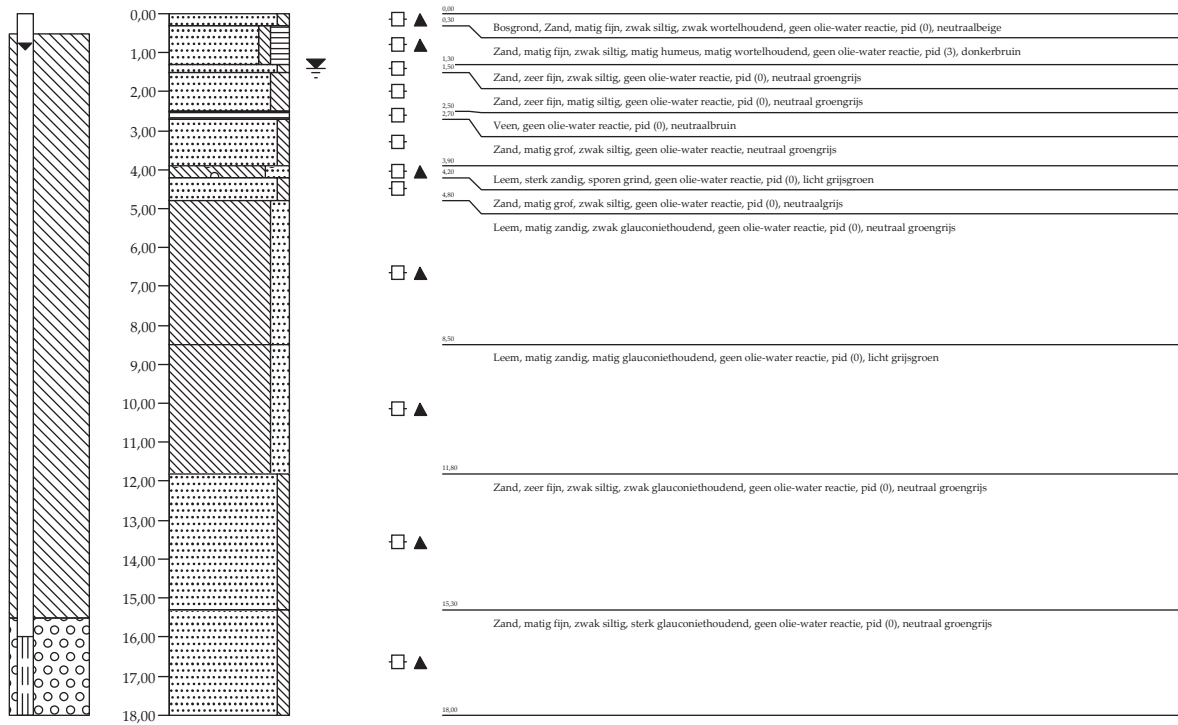 0,00
1,00
2,00
3,00
4,00
5,00
6,00
7,00
8,00
9,00
10,00
11,00
12,00
13,00
14,00
15,00
16,00
17,00
18,00
0,00
0,30
Bosgrond, Zand, matig fijn, zwak siltig, zwak wortelhoudend, geen olie-water reactie, pid (0), neutraalbeige
Zand, matig fijn, zwak siltig, matig humeus, matig wortelhoudend, geen olie-water reactie, pid (3), donkerbruin
1,30
1,50
Zand, zeer fijn, zwak siltig, geen olie-water reactie, pid (0), neutraal groengrijs
Zand, zeer fijn, matig siltig, geen olie-water reactie, pid (0), neutraal groengrijs
2,50
2,70
Veen, geen olie-water reactie, pid (0), neutraalbruin
Zand, matig grof, zwak siltig, geen olie-water reactie, neutraal groengrijs
3,90
4,20
Leem, sterk zandig, sporen grind, geen olie-water reactie, pid (0), licht grijsgroen
4,80
Zand, matig grof, zwak siltig, geen olie-water reactie, pid (0), neutraalgrijs
Leem, matig zandig, zwak glauconiethoudend, geen olie-water reactie, pid (0), neutraal groengrijs
8,50
Leem, matig zandig, matig glauconiethoudend, geen olie-water reactie, pid (0), licht grijsgroen
11,80
Zand, zeer fijn, zwak siltig, zwak glauconiethoudend, geen olie-water reactie, pid (0), neutraal groengrijs
15,30
Zand, matig fijn, zwak siltig, sterk glauconiethoudend, geen olie-water reactie, pid (0), neutraal groengrijs
18,00